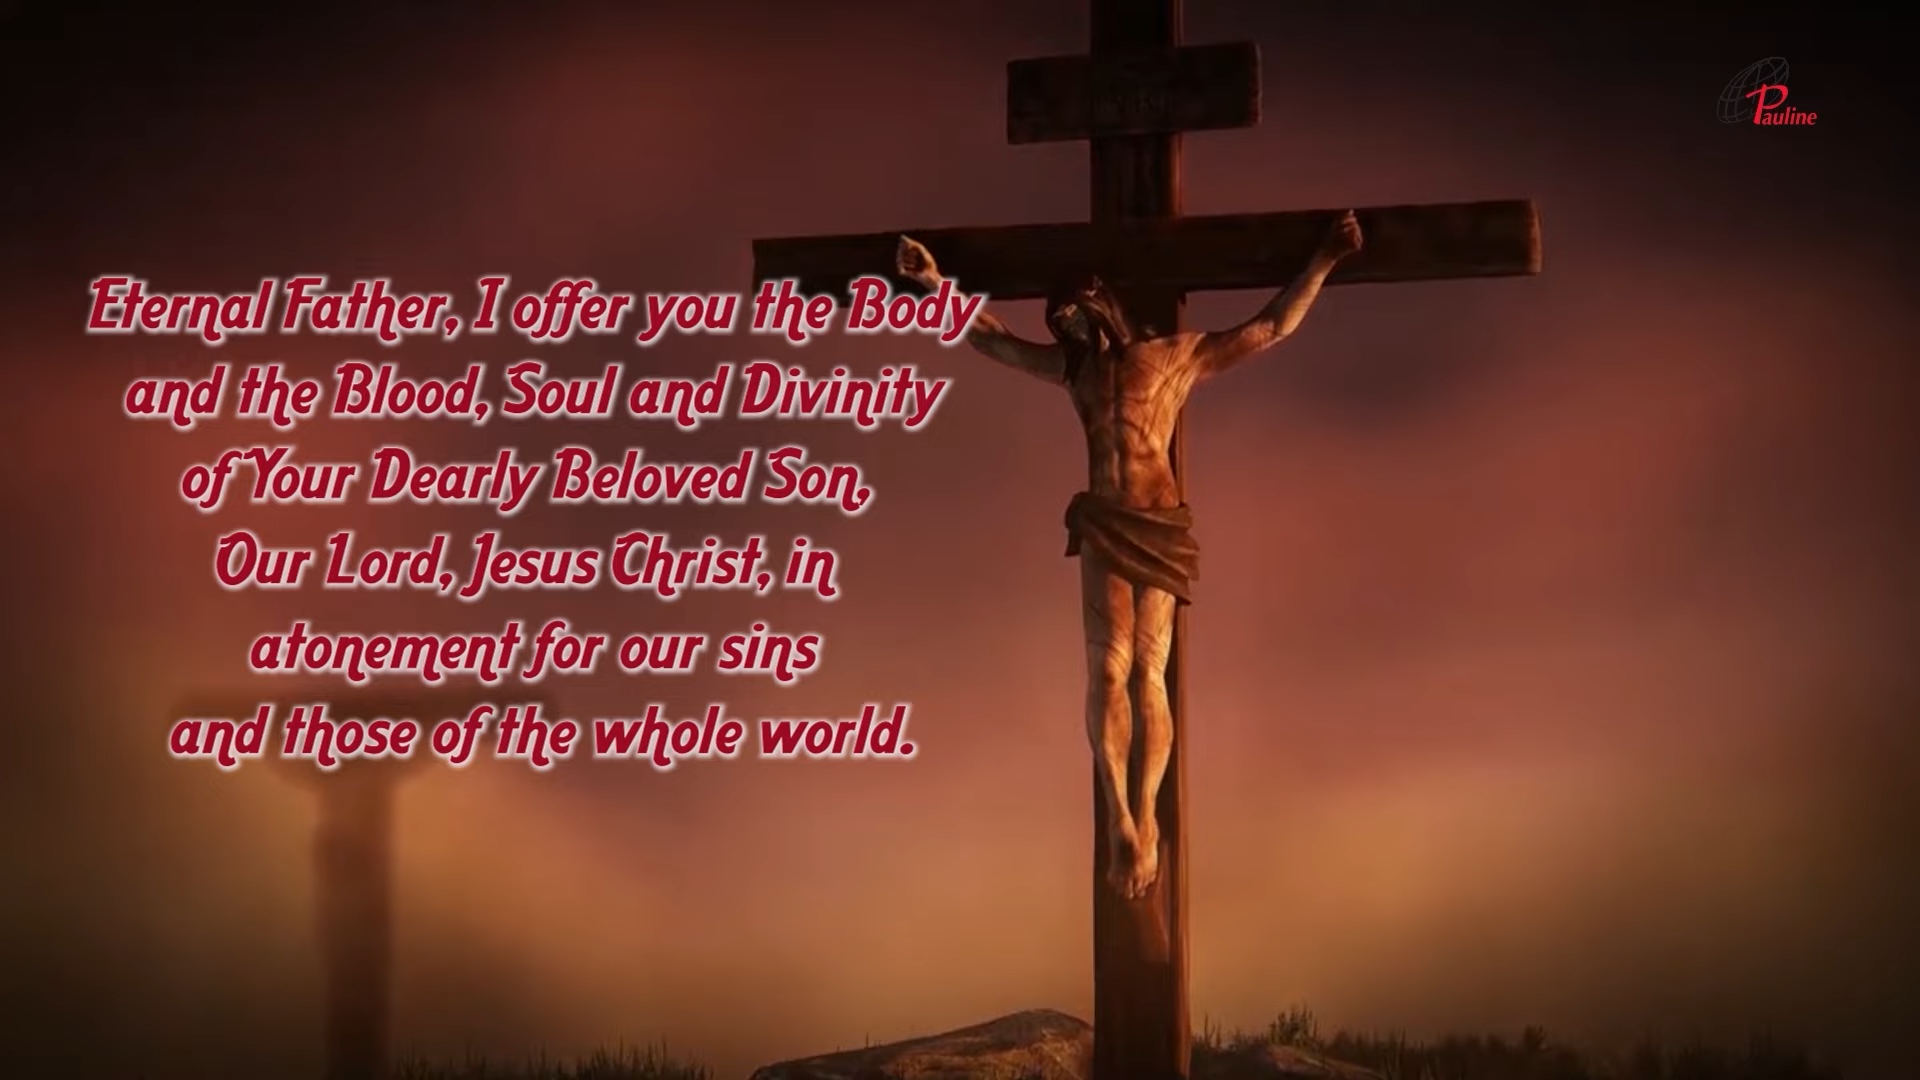 Pauline
Eternal Father, I offer you the Body
and the Blood, Soul and Divinity
of Your Dearly Beloved Son,
Our Lord, Jesus Christ, in
atonement for our sins
and those of the whole world.